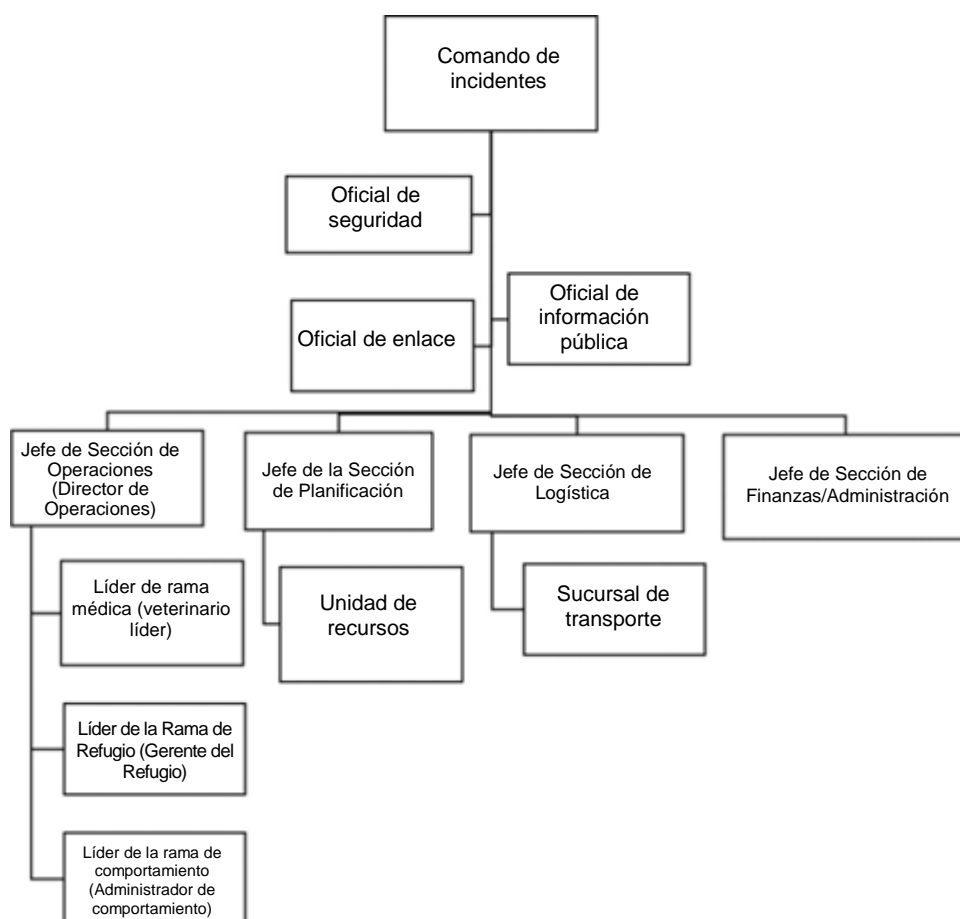 Comando de
incidentes
Oficial de
seguridad
Oficial de
información
pública
Oficial de enlace
Jefe de Sección de
Operaciones
(Director de
Operaciones)
Jefe de la Sección
de Planificación
Jefe de Sección de
Logística
Jefe de Sección de
Finanzas/Administración
Líder de rama
médica (veterinario
líder)
Unidad de
recursos
Sucursal de
transporte
Líder de la Rama de
Refugio (Gerente del
Refugio)
Líder de la rama de
comportamiento
(Administrador de
comportamiento)